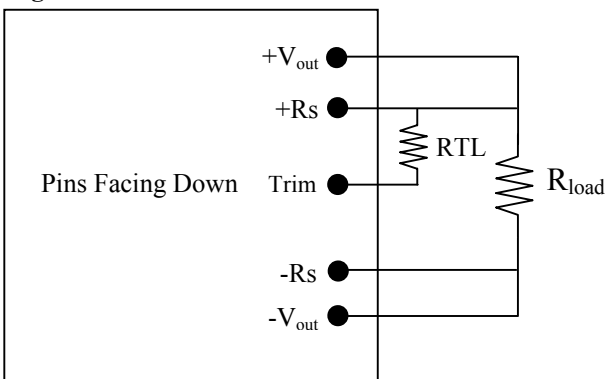 +Vout
+Rs
RTL
Pins Facing Down
Trim
Rload
-Rs
-Vout